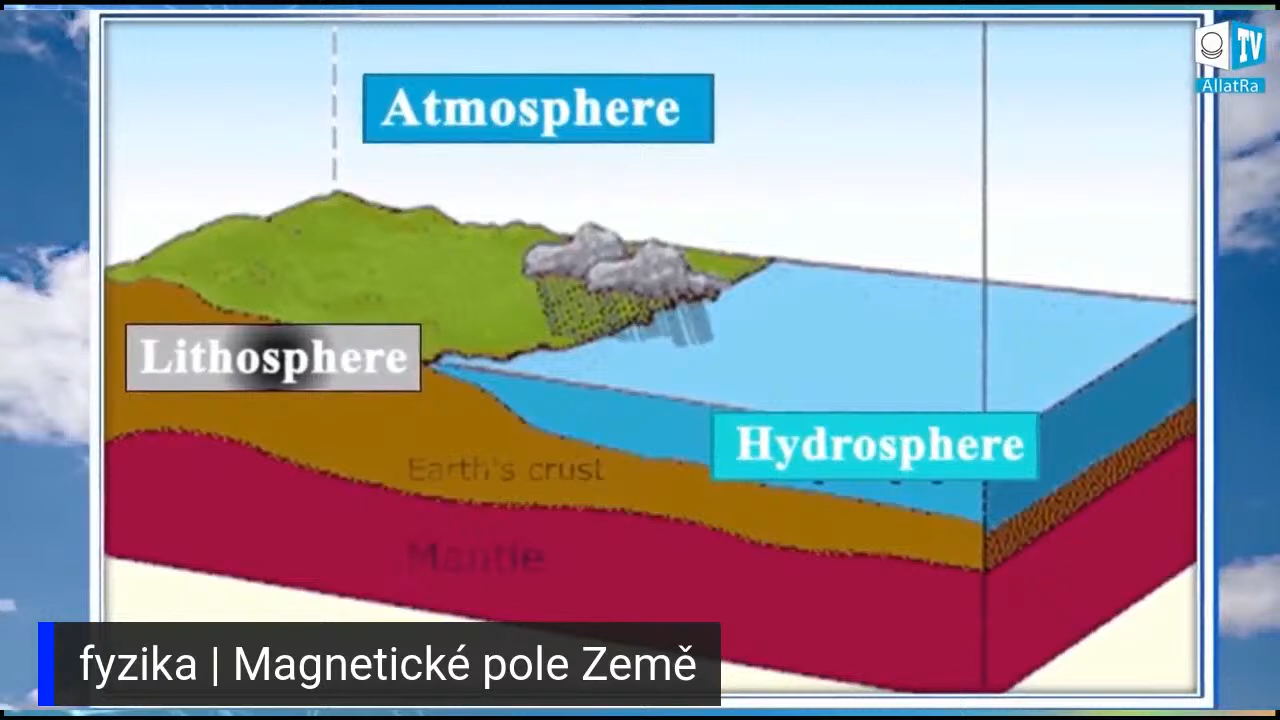 TV
AllatRa
Atmosphere
Lithosphere
Hydrosphere
Earth's crust
Mantle
fyzika | Magnetické pole Země